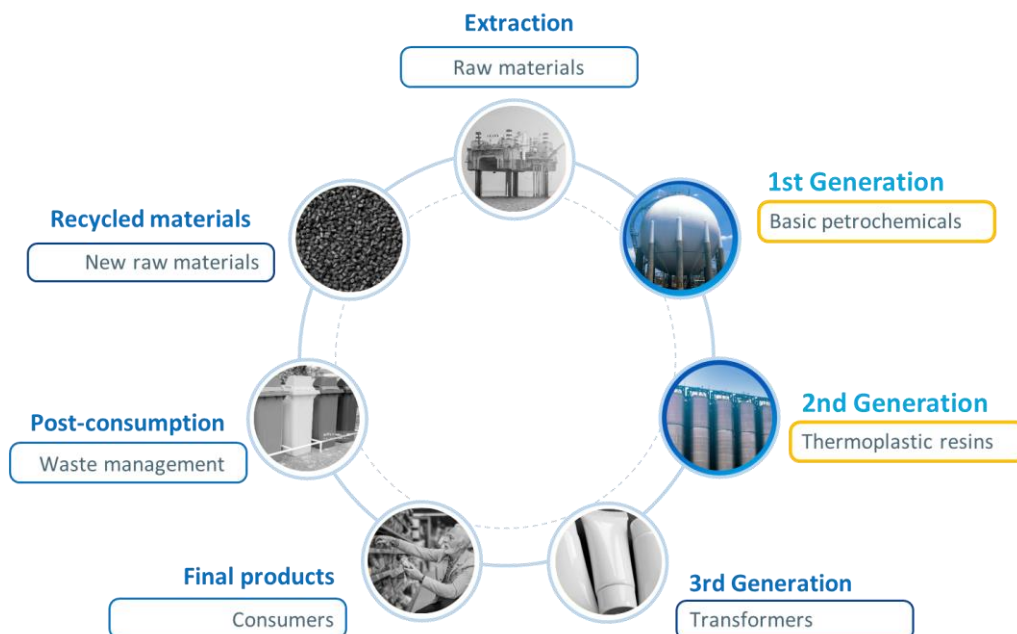 Extraction
Raw materials
1st Generation
Basic petrochemicals
2nd Generation
Thermoplastic resins
3rd Generation
Transformers
Final products
Consumers
Post-consumption
Waste management
Recycled materials
New raw materials